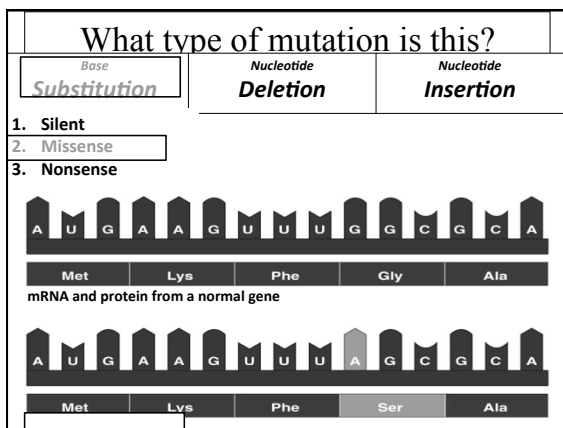 What type of mutation is this?
Base Nucleotide Nucleotide
Substitution Deletion Insertion
1. Silent
2. Missense
3. Nonsense
A U G A A G U U U G G C G C A
Met Lys Phe Gly Ala
mRNA and protein from a normal gene
A U G A A G U U U A G C G C A
Met Lys Phe Ser Ala